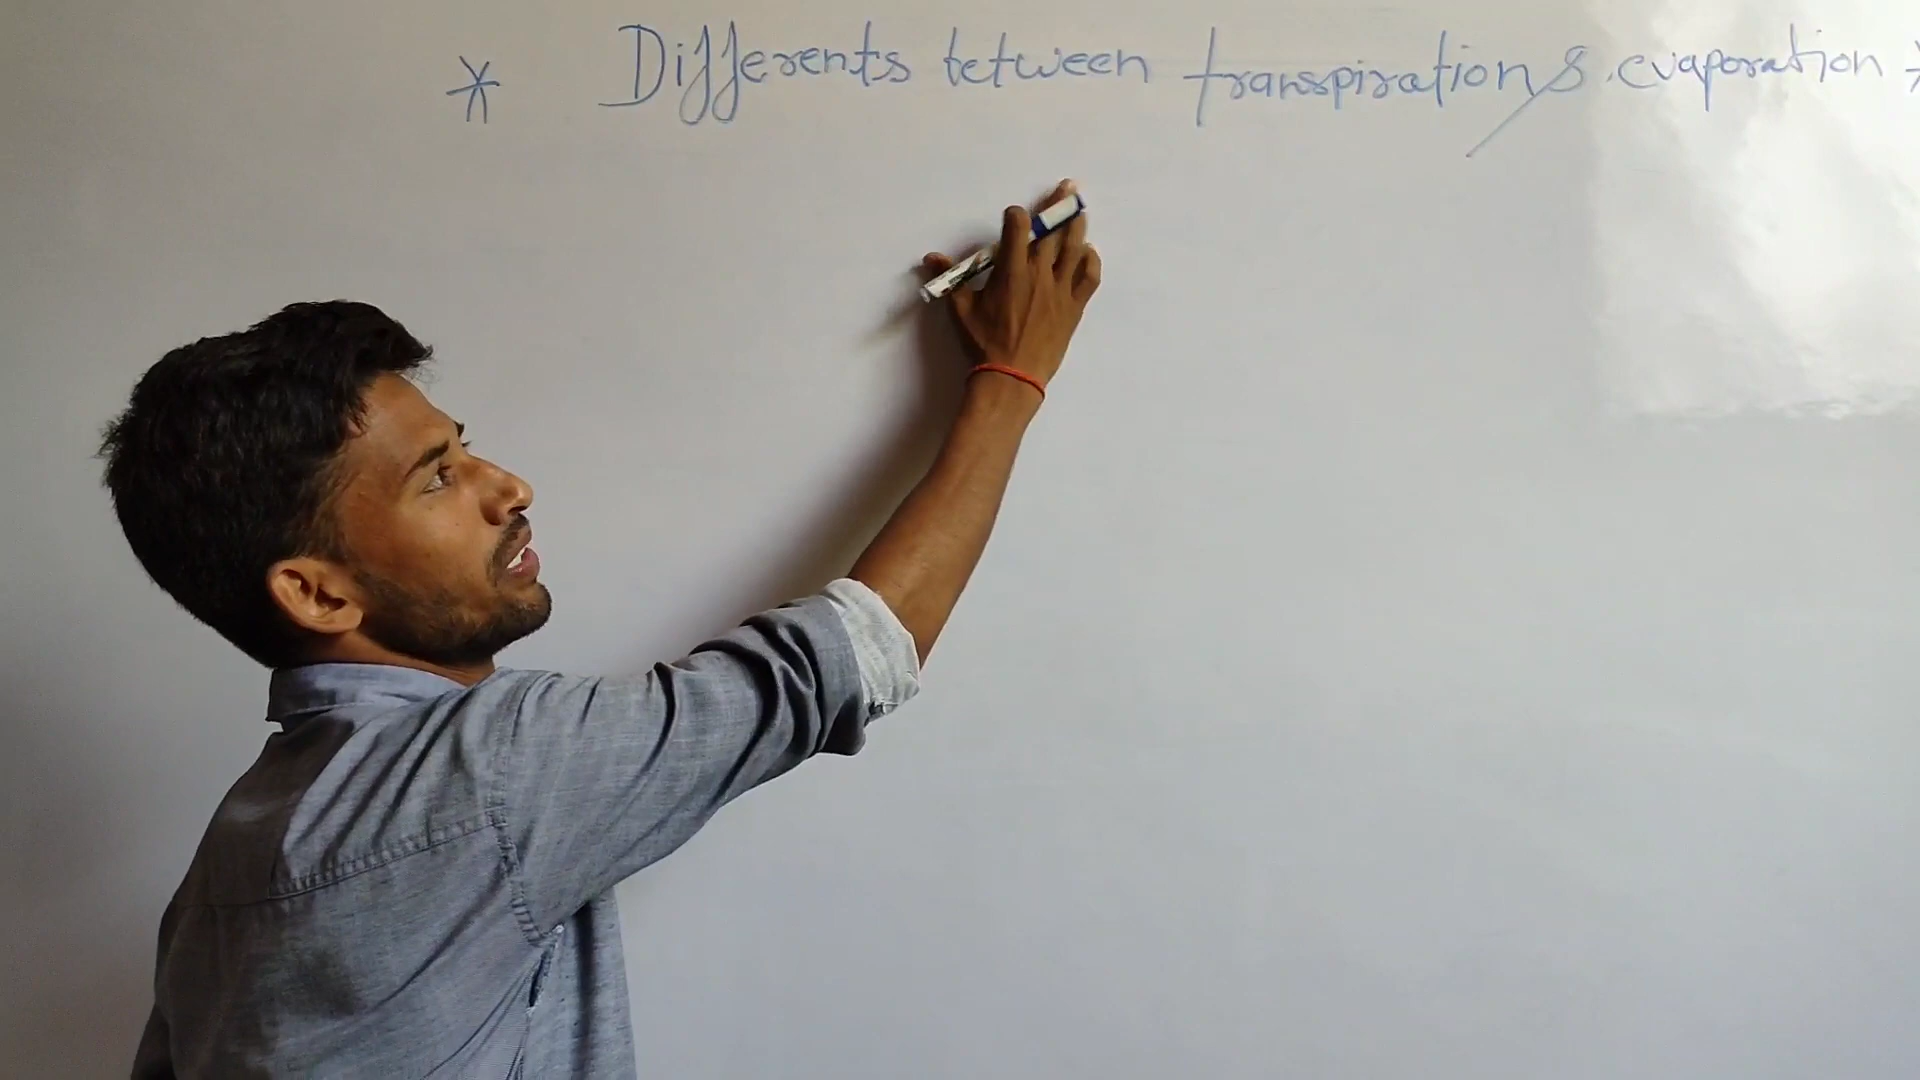 * Differents between transpiration & evaporation *